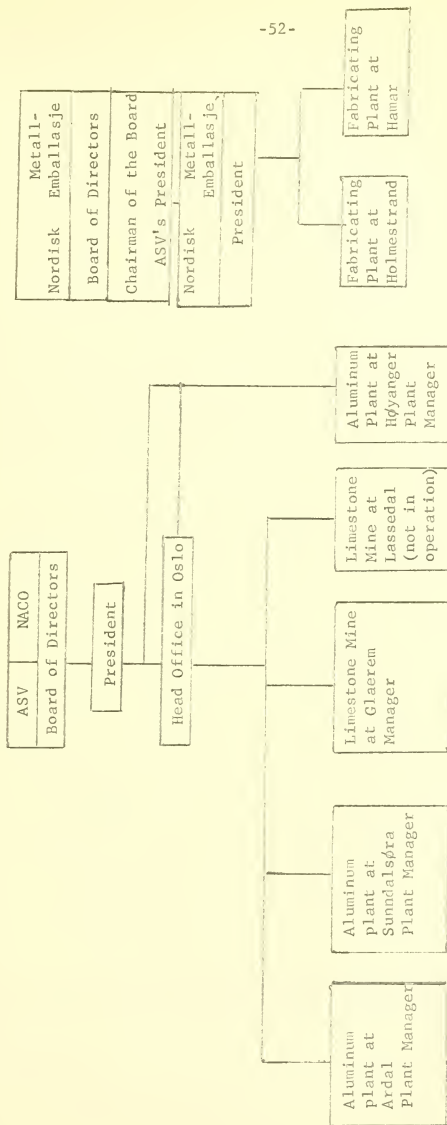 -52-
ASV NACO
Board of Directors
President
Head Office in Oslo
Aluminum
plant at
Ardal
Plant Manager
Aluminum
plant at
Sunndalsøra
Plant Manager
Limestone Mine
at Glaerem
Manager
Limestone
Mine at
Lassedal
(not in
operation)
Aluminum
Plant at
Høyanger
Plant
Manager
Metall-
Nordisk Emballasje
Board of Directors
Chairman of the Board
ASV's President
Nordisk Metall-
Emballasje
President
Fabricating
Plant at
Holmestrand
Fabricating
Plant at
Hamar